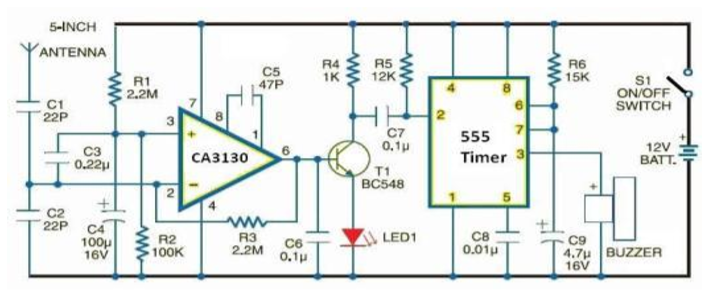 5-INCH
ANTENNA
C1
22P
C2
22P
C3
0.22µ
R1
2.2M
C4
100µ
16V
+
R2
100K
7
3
+
8
C5
47P
1
CA3130
6
2
−
4
R3
2.2M
C6
0.1µ
R4
1K
R5
12K
C7
0.1µ
T1
BC548
LED1
4
8
2
555
Timer
6
7
3
1
5
C8
0.01µ
R6
15K
+
C9
4.7µ
16V
+
BUZZER
S1
ON/OFF
SWITCH
12V
BATT.
+